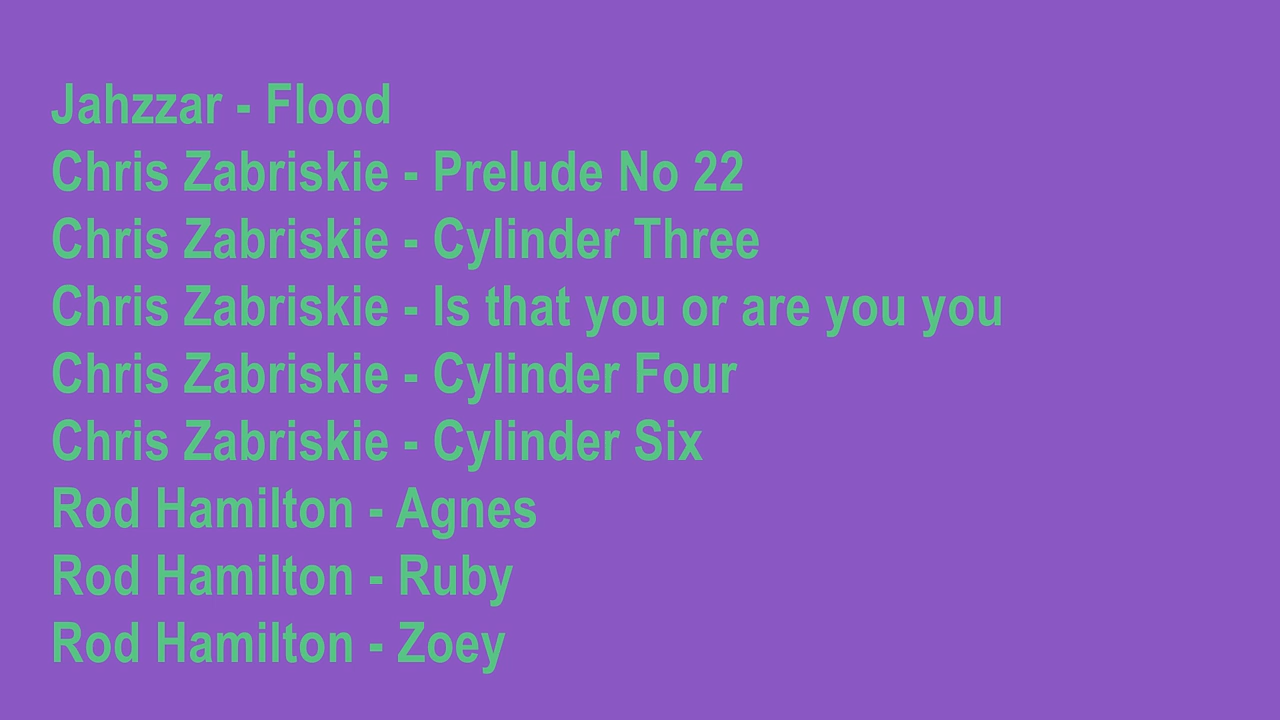 Jahzzar - Flood
Chris Zabriskie - Prelude No 22
Chris Zabriskie - Cylinder Three
Chris Zabriskie - Is that you or are you you
Chris Zabriskie - Cylinder Four
Chris Zabriskie - Cylinder Six
Rod Hamilton - Agnes
Rod Hamilton - Ruby
Rod Hamilton - Zoey